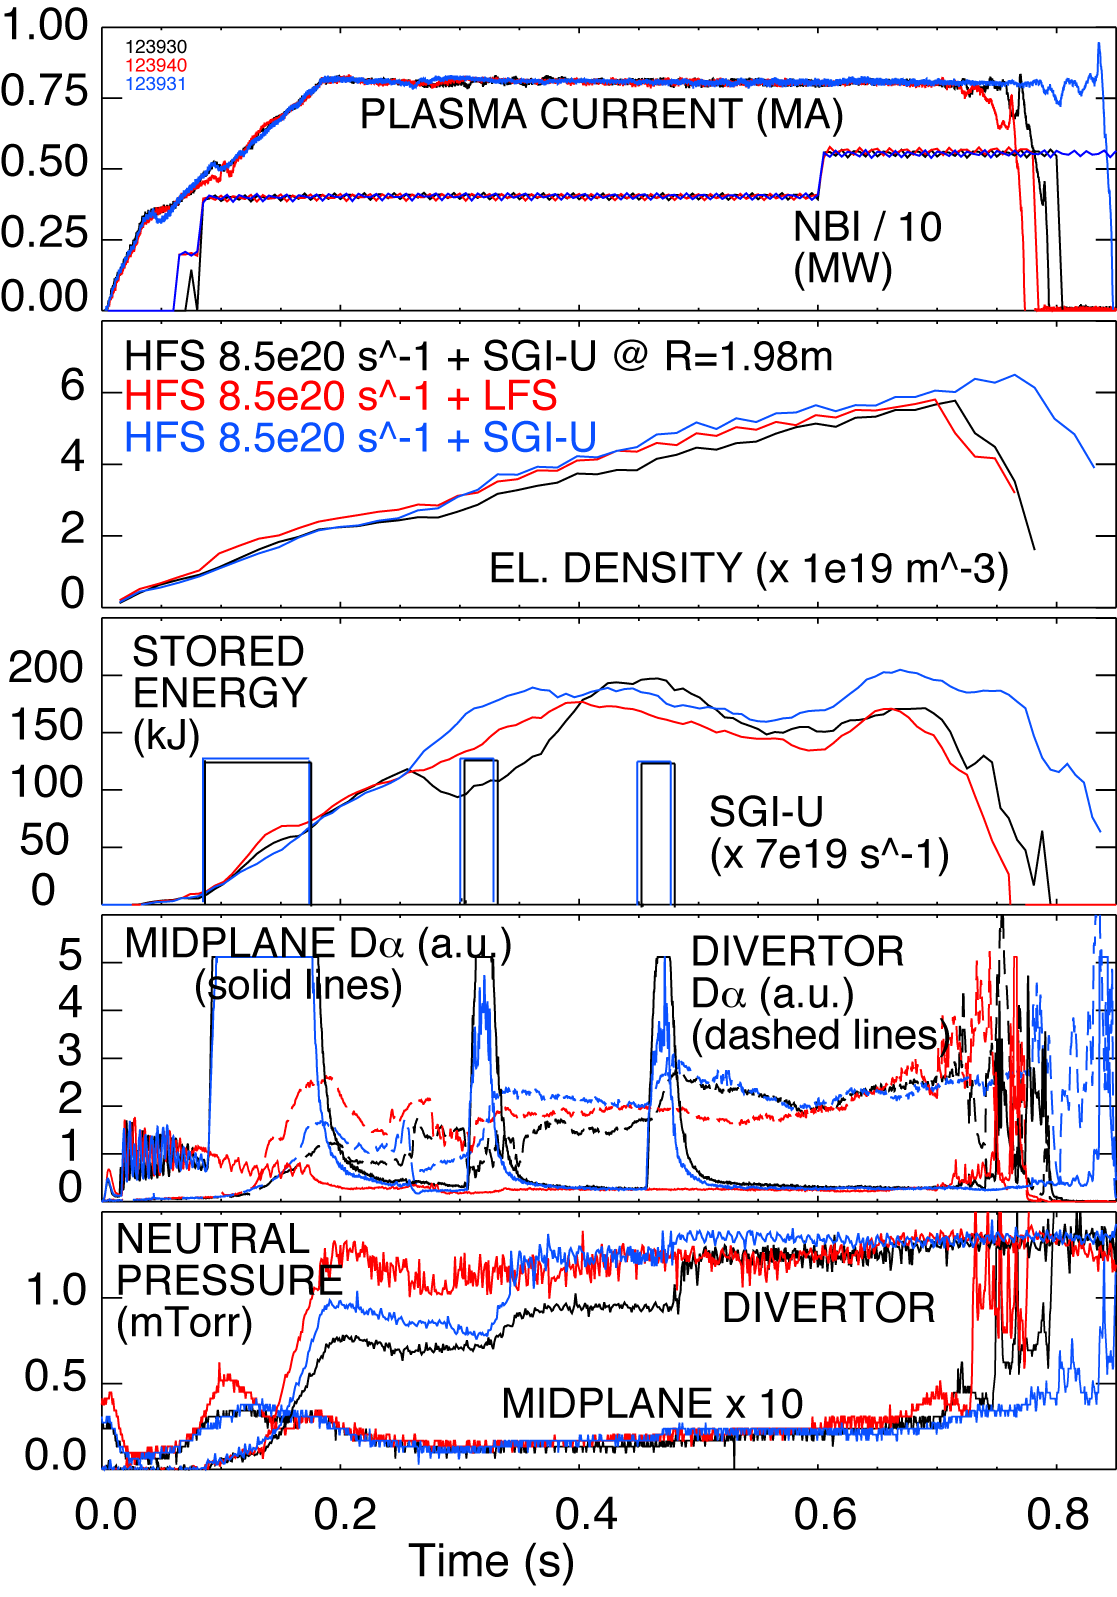 1.00
0.75
0.50
0.25
0.00
123930
123940
123931
PLASMA CURRENT (MA)
NBI / 10
(MW)
6
4
2
0
HFS 8.5e20 s^-1 + SGI-U @ R=1.98m
HFS 8.5e20 s^-1 + LFS
HFS 8.5e20 s^-1 + SGI-U
EL. DENSITY (x 1e19 m^-3)
200
150
100
50
0
STORED
ENERGY
(kJ)
SGI-U
(x 7e19 s^-1)
5
4
3
2
1
0
MIDPLANE Dα (a.u.)
(solid lines)
DIVERTOR
Dα (a.u.)
(dashed lines)
1.0
0.5
0.0
NEUTRAL
PRESSURE
(mTorr)
DIVERTOR
MIDPLANE x 10
0.0 0.2 0.4 0.6 0.8
Time (s)